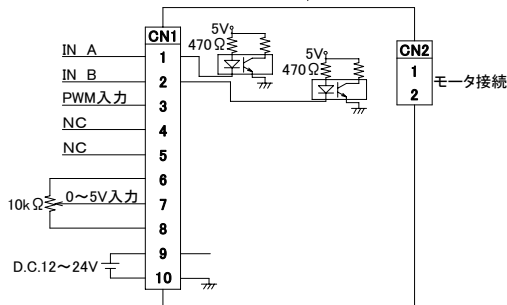 5V
CN1
470Ω
IN A
1
IN B
2
PWM入力
3
NC
4
NC
5
6
10kΩ
0～5V入力
7
8
9
D.C.12～24V
10
5V
470Ω
CN2
1
2
モータ接続